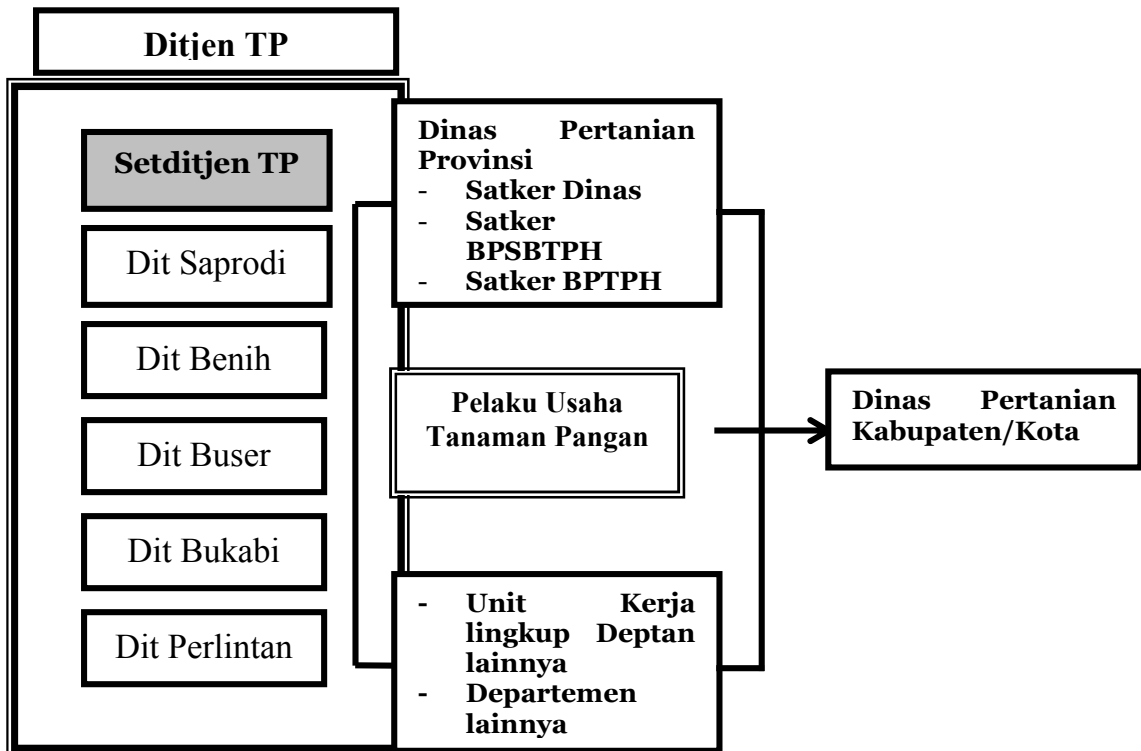 Ditjen TP
Setditjen TP
Dit Saprodi
Dit Benih
Dit Buser
Dit Bukabi
Dit Perlintan
Dinas Pertanian
Provinsi
- Satker Dinas
- Satker
BPSBTPH
- Satker BPTPH
Pelaku Usaha
Tanaman Pangan
- Unit Kerja
lingkup Deptan
lainnya
- Departemen
lainnya
Dinas Pertanian
Kabupaten/Kota